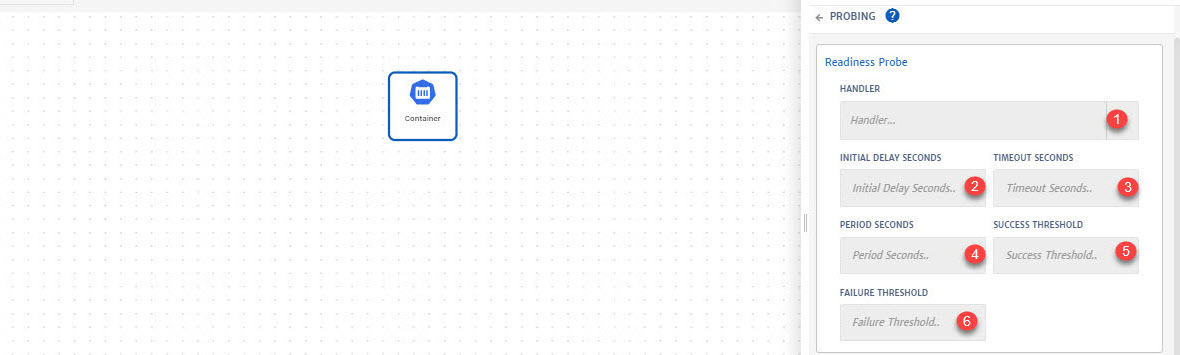 PROBING ?
Container
Readiness Probe
HANDLER
Handler... 1
INITIAL DELAY SECONDS TIMEOUT SECONDS
Initial Delay Seconds.. 2 Timeout Seconds.. 3
PERIOD SECONDS SUCCESS THRESHOLD
Period Seconds.. 4 Success Threshold.. 5
FAILURE THRESHOLD
Failure Threshold.. 6